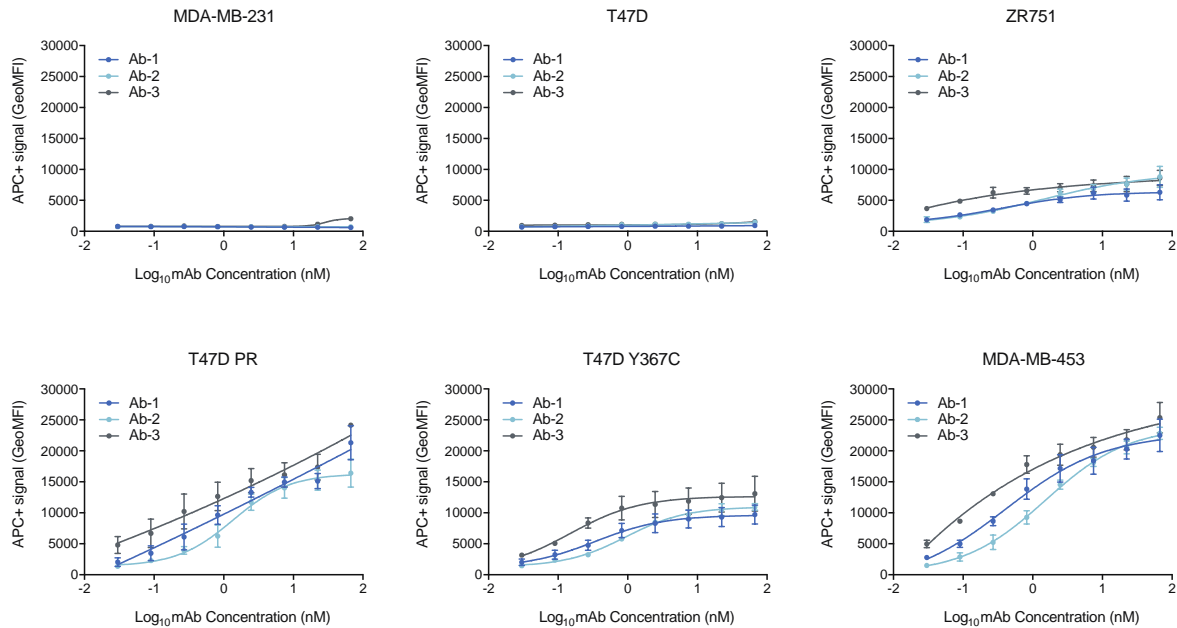 MDA-MB-231
30000
25000
20000
15000
10000
5000
0
-2 -1 0 1 2
APC+ signal (GeoMFI)
Log10mAb Concentration (nM)
Ab-1
Ab-2
Ab-3
T47D
30000
25000
20000
15000
10000
5000
0
-2 -1 0 1 2
APC+ signal (GeoMFI)
Log10mAb Concentration (nM)
Ab-1
Ab-2
Ab-3
ZR751
30000
25000
20000
15000
10000
5000
0
-2 -1 0 1 2
APC+ signal (GeoMFI)
Log10mAb Concentration (nM)
Ab-1
Ab-2
Ab-3
T47D PR
30000
25000
20000
15000
10000
5000
0
-2 -1 0 1 2
APC+ signal (GeoMFI)
Log10mAb Concentration (nM)
Ab-1
Ab-2
Ab-3
T47D Y367C
30000
25000
20000
15000
10000
5000
0
-2 -1 0 1 2
APC+ signal (GeoMFI)
Log10mAb Concentration (nM)
Ab-1
Ab-2
Ab-3
MDA-MB-453
30000
25000
20000
15000
10000
5000
0
-2 -1 0 1 2
APC+ signal (GeoMFI)
Log10mAb Concentration (nM)
Ab-1
Ab-2
Ab-3